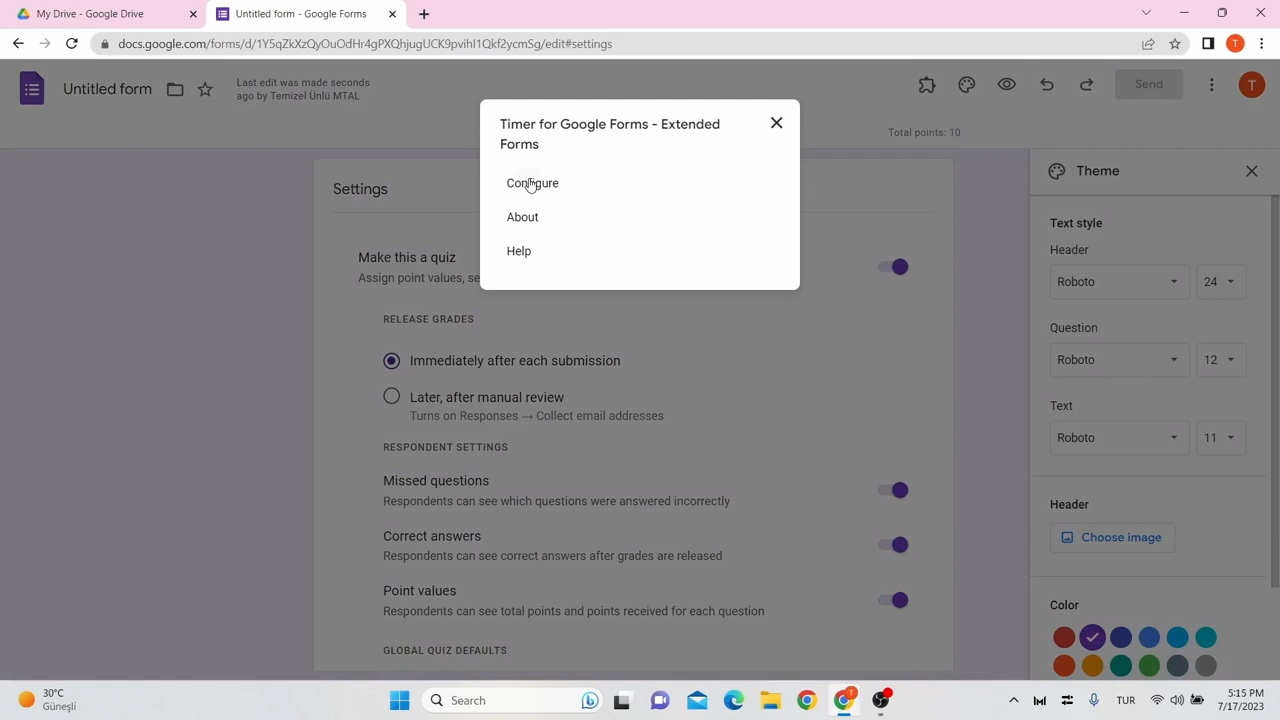 My Drive - Google Drive
Untitled form - Google Forms
docs.google.com/forms/d/1Y5qZkXzQyOuOdHr4gPXQhjugUCK9pvihI1Qkf2ycmSg/edit#settings
T
Untitled form
Last edit was made seconds
ago by Temizel Ünlü MTAL
Send
T
Total points: 10
Timer for Google Forms - Extended
Forms
Configure
About
Help
Settings
Make this a quiz
Assign point values, se
RELEASE GRADES
Immediately after each submission
Later, after manual review
Turns on Responses → Collect email addresses
RESPONDENT SETTINGS
Missed questions
Respondents can see which questions were answered incorrectly
Correct answers
Respondents can see correct answers after grades are released
Point values
Respondents can see total points and points received for each question
GLOBAL QUIZ DEFAULTS
Theme
Text style
Header
Roboto 24
Question
Roboto 12
Text
Roboto 11
Header
Choose image
Color
30°C
Güneşli
Search
T
TUR
5:15 PM
7/17/2023